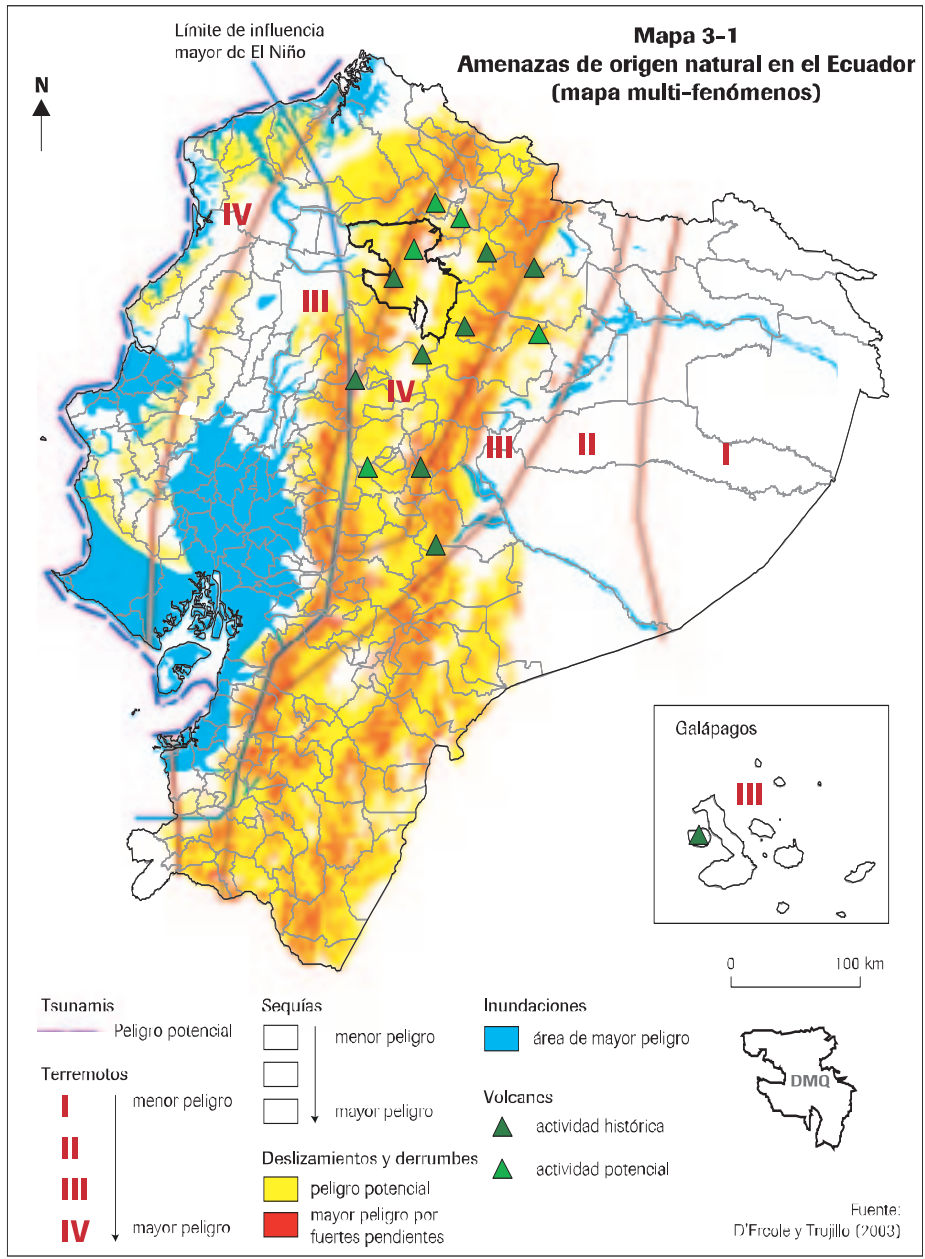 Límite de influencia
mayor de El Niño
Mapa 3-1
Amenazas de origen natural en el Ecuador
(mapa multi-fenómenos)
N
IV
III
IV
III
II
I
Galápagos
III
0 100 km
Tsunamis
Peligro potencial
Terremotos
I menor peligro
II
III
IV mayor peligro
Sequías
menor peligro
mayor peligro
Deslizamientos y derrumbes
peligro potencial
mayor peligro por
fuertes pendientes
Inundaciones
área de mayor peligro
Volcanes
actividad histórica
actividad potencial
DMQ
Fuente:
D'Ercole y Trujillo (2003)